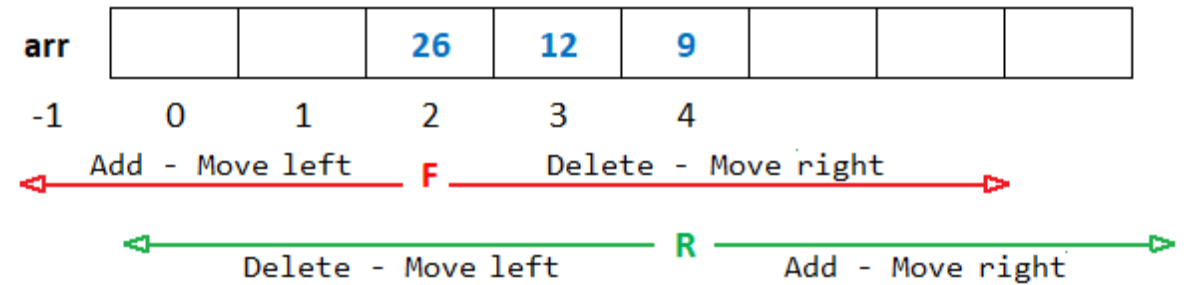 arr 26 12 9
-1 0 1 2 3 4
Add - Move left F Delete - Move right
R
Delete - Move left Add - Move right